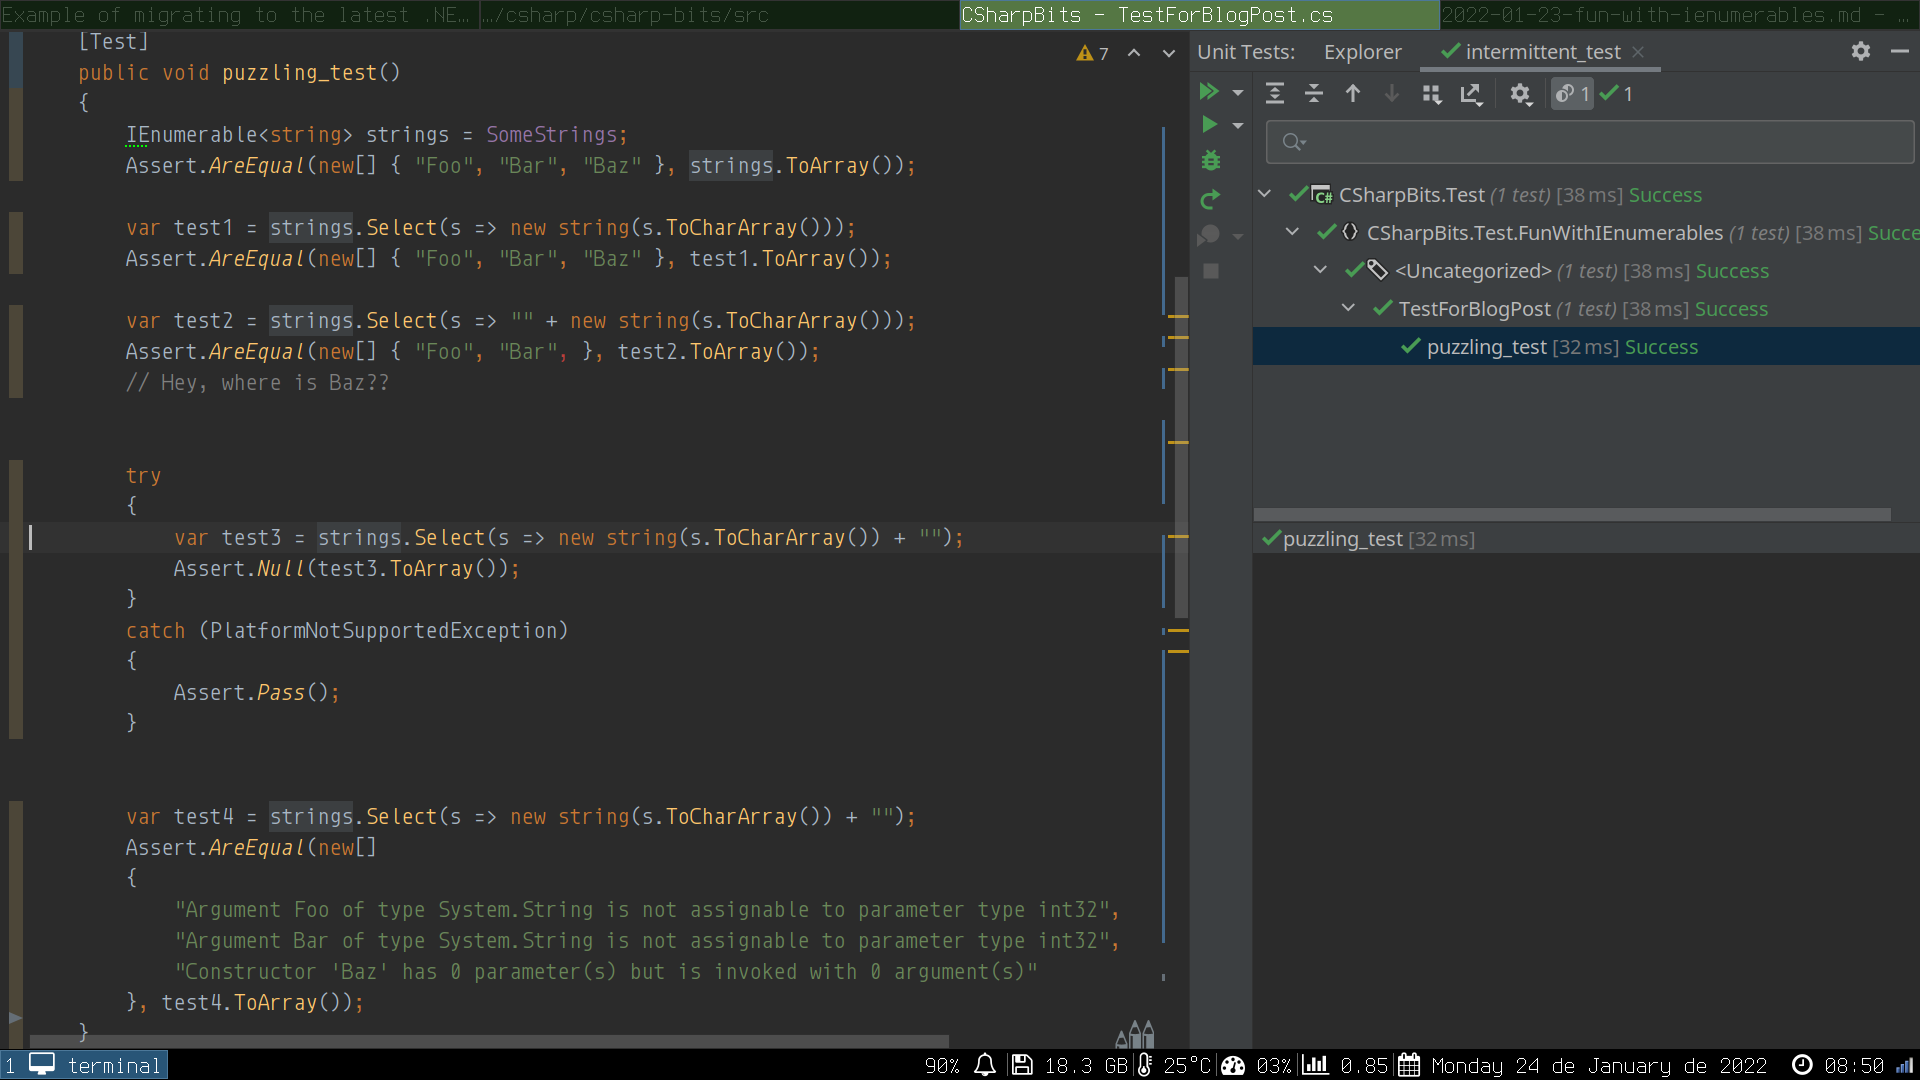 Example of migrating to the latest .NE… …/csharp/csharp-bits/src CSharpBits - TestForBlogPost.cs 2022-01-23-fun-with-ienumerables.md - …
[Test]
public void puzzling_test()
{
IEnumerable<string> strings = SomeStrings;
Assert.AreEqual(new[] { "Foo", "Bar", "Baz" }, strings.ToArray());
var test1 = strings.Select(s => new string(s.ToCharArray()));
Assert.AreEqual(new[] { "Foo", "Bar", "Baz" }, test1.ToArray());
var test2 = strings.Select(s => "" + new string(s.ToCharArray()));
Assert.AreEqual(new[] { "Foo", "Bar", }, test2.ToArray());
// Hey, where is Baz??
try
{
var test3 = strings.Select(s => new string(s.ToCharArray()) + "");
Assert.Null(test3.ToArray());
}
catch (PlatformNotSupportedException)
{
Assert.Pass();
}
var test4 = strings.Select(s => new string(s.ToCharArray()) + "");
Assert.AreEqual(new[]
{
"Argument Foo of type System.String is not assignable to parameter type int32",
"Argument Bar of type System.String is not assignable to parameter type int32",
"Constructor 'Baz' has 0 parameter(s) but is invoked with 0 argument(s)"
}, test4.ToArray());
}
7
Unit Tests: Explorer intermittent_test
1 1
CSharpBits.Test (1 test) [38 ms] Success
CSharpBits.Test.FunWithIEnumerables (1 test) [38 ms] Succe
<Uncategorized> (1 test) [38 ms] Success
TestForBlogPost (1 test) [38 ms] Success
puzzling_test [32 ms] Success
puzzling_test [32 ms]
1 terminal 90% 18.3 GB 25°C 03% 0.85 Monday 24 de January de 2022 08:50